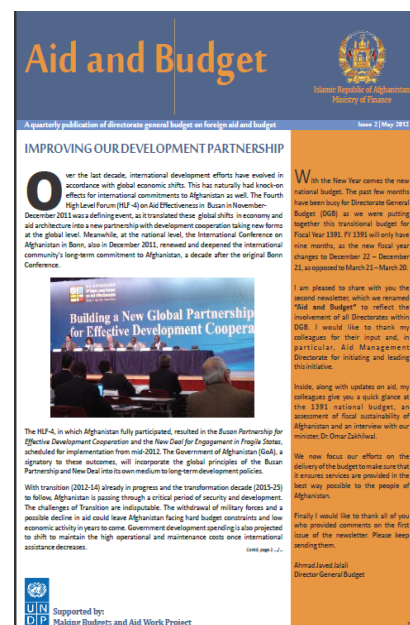 Aid and Budget
Islamic Republic of Afghanistan
Ministry of Finance
A quarterly publication of directorate general budget on foreign aid and budget
Issue 2 | May 2012
IMPROVING OUR DEVELOPMENT PARTNERSHIP
Over the last decade, international development efforts have evolved in
accordance with global economic shifts. This has naturally had knock-on
effects for international commitments to Afghanistan as well. The Fourth
High Level Forum (HLF-4) on Aid Effectiveness in Busan in November-
December 2011 was a defining event, as it translated these global shifts in economy and
aid architecture into a new partnership with development cooperation taking new forms
at the global level. Meanwhile, at the national level, the International Conference on
Afghanistan in Bonn, also in December 2011, renewed and deepened the international
community's long-term commitment to Afghanistan, a decade after the original Bonn
Conference.
Building a New Global Partnership
for Effective Development Coopera
The HLF-4, in which Afghanistan fully participated, resulted in the Busan Partnership for
Effective Development Cooperation and the New Deal for Engagement in Fragile States,
scheduled for implementation from mid-2012. The Government of Afghanistan (GoA), a
signatory to these outcomes, will incorporate the global principles of the Busan
Partnership and New Deal into its own medium to long-term development policies.
With transition (2012-14) already in progress and the transformation decade (2015-25)
to follow, Afghanistan is passing through a critical period of security and development.
The challenges of Transition are indisputable. The withdrawal of military forces and a
possible decline in aid could leave Afghanistan facing hard budget constraints and low
economic activity in years to come. Government development spending is also projected
to shift to maintain the high operational and maintenance costs once international
assistance decreases.
Contd. page 2 .../...
With the New Year comes the new
national budget. The past few months
have been busy for Directorate General
Budget (DGB) as we were putting
together this transitional budget for
Fiscal Year 1391. FY 1391 will only have
nine months, as the new fiscal year
changes to December 22 – December
21, as opposed to March 21 – March 20.
I am pleased to share with you the
second newsletter, which we renamed
"Aid and Budget" to reflect the
involvement of all Directorates within
DGB. I would like to thank my
colleagues for their input and, in
particular, Aid Management
Directorate for initiating and leading
this initiative.
Inside, along with updates on aid, my
colleagues give you a quick glance at
the 1391 national budget, an
assessment of fiscal sustainability of
Afghanistan and an interview with our
minister, Dr. Omar Zakhilwal.
We now focus our efforts on the
delivery of the budget to make sure that
it ensures services are provided in the
best way possible to the people of
Afghanistan.
Finally I would like to thank all of you
who provided comments on the first
issue of the newsletter. Please keep
sending them.
Ahmad Javed Jalali
Director General Budget
UN
DP
Supported by:
Making Budgets and Aid Work Project